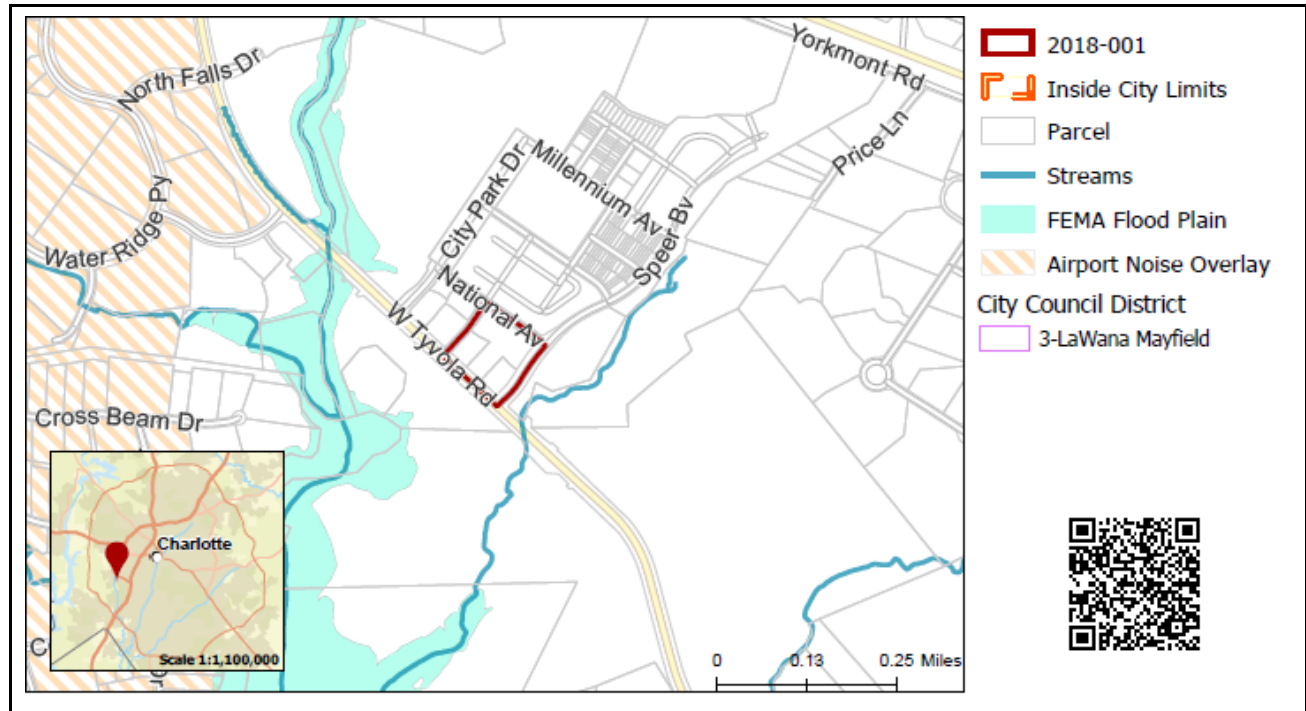 Yorkmont Rd
North Falls Dr
Price Ln
Millennium Av
City Park Dr
Speer Bv
Water Ridge Py
National Av
W Tyvola Rd
Cross Beam Dr
Charlotte
Scale 1:1,100,000
0 0.13 0.25 Miles
2018-001
Inside City Limits
Parcel
Streams
FEMA Flood Plain
Airport Noise Overlay
City Council District
3-LaWana Mayfield